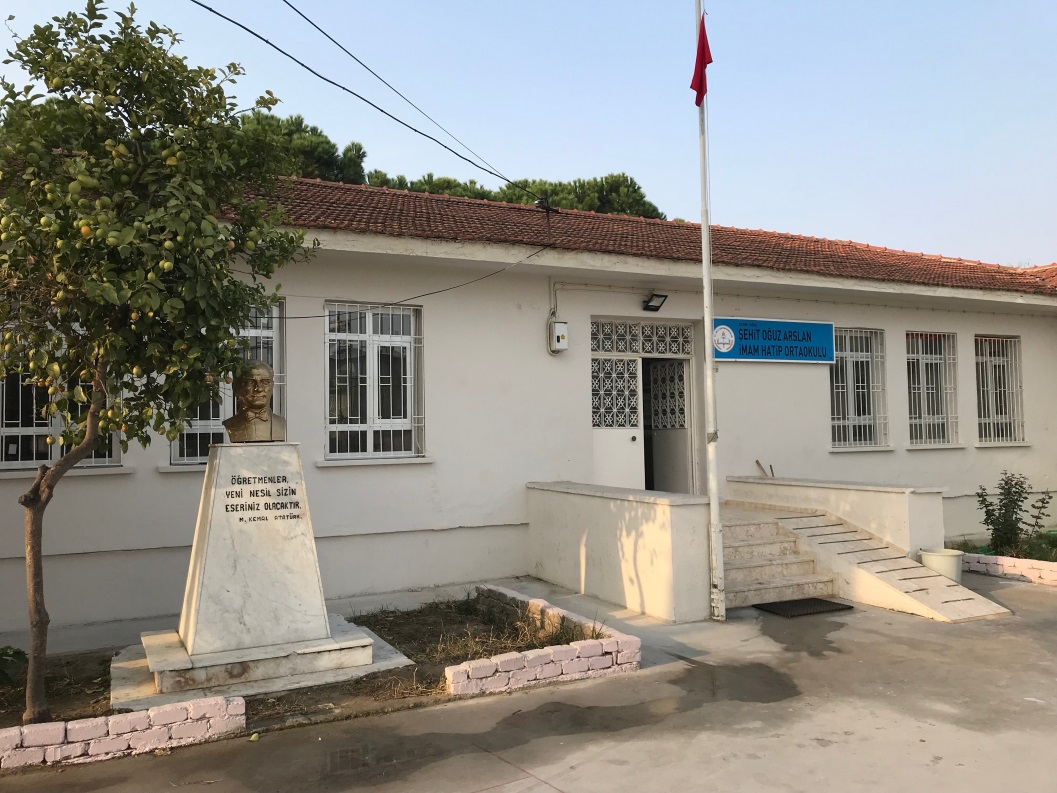 ÖĞRETMENLER,
YENİ NESİL SİZİN
ESERİNİZ OLACAKTIR.
M. KEMAL ATATÜRK
ŞEHİT OĞUZ ARSLAN
İMAM HATİP ORTAOKULU